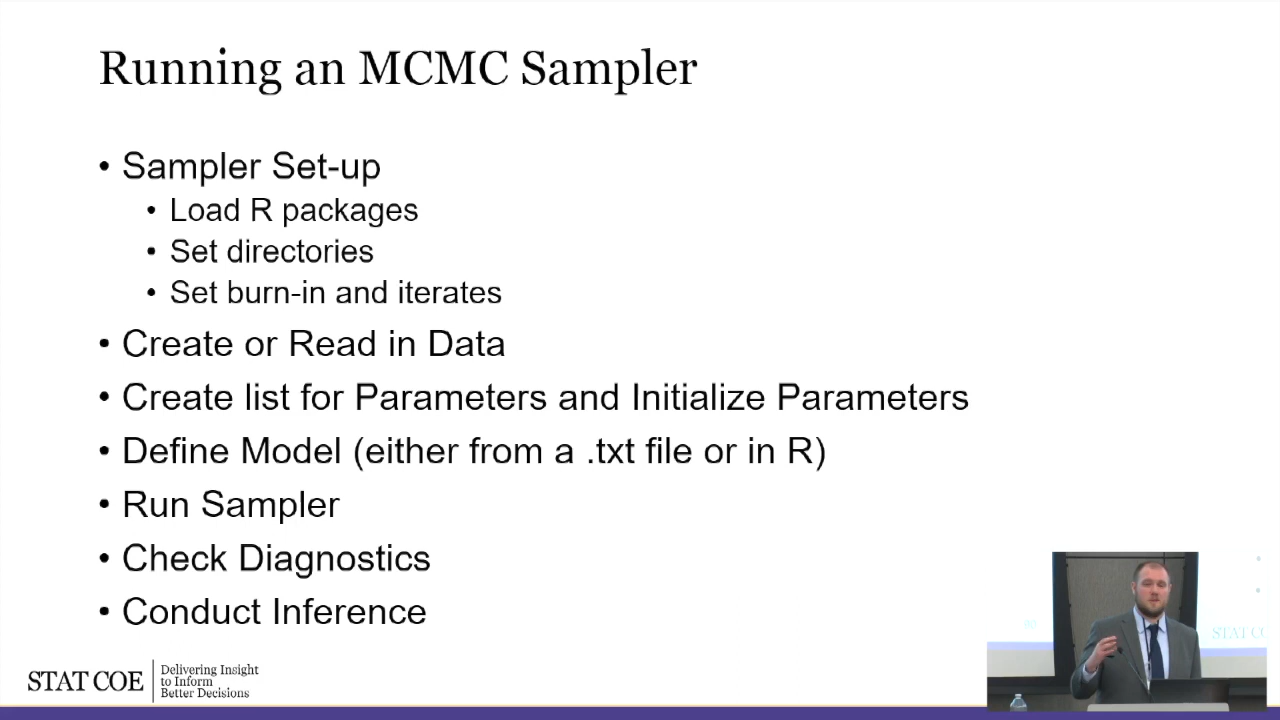 Running an MCMC Sampler
• Sampler Set-up
• Load R packages
• Set directories
• Set burn-in and iterates
• Create or Read in Data
• Create list for Parameters and Initialize Parameters
• Define Model (either from a .txt file or in R)
• Run Sampler
• Check Diagnostics
• Conduct Inference
STAT COE
Delivering Insight
to Inform
Better Decisions
STAT CO